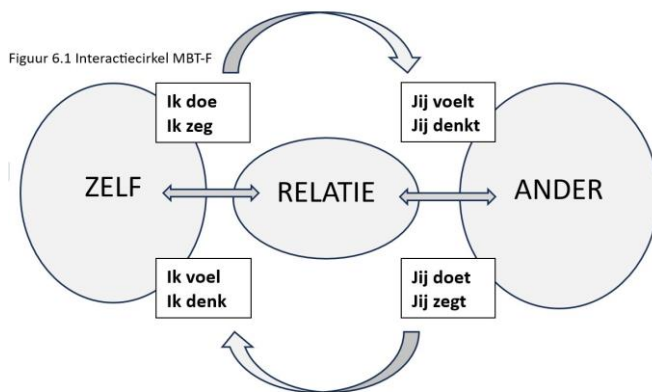 Figuur 6.1 Interactiecirkel MBT-F
Ik doe
Ik zeg
Jij voelt
Jij denkt
ZELF
RELATIE
ANDER
Ik voel
Ik denk
Jij doet
Jij zegt